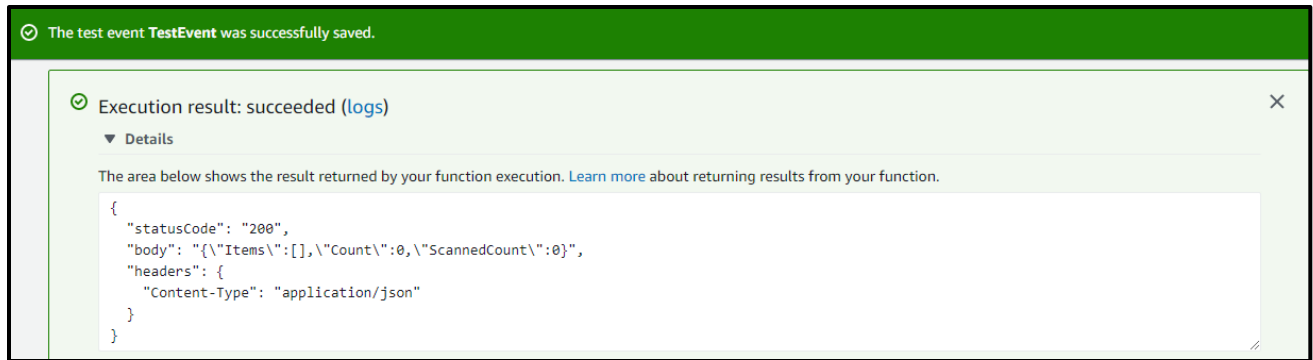 The test event TestEvent was successfully saved.
Execution result: succeeded (logs)
Details
The area below shows the result returned by your function execution. Learn more about returning results from your function.
{
  "statusCode": "200",
  "body": "{\"Items\":[],\"Count\":0,\"ScannedCount\":0}",
  "headers": {
    "Content-Type": "application/json"
  }
}